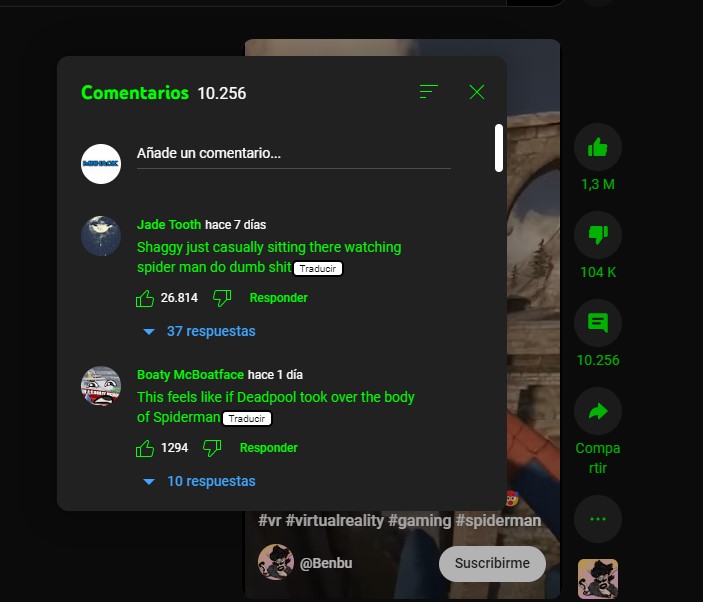 Comentarios 10.256
Añade un comentario...
Jade Tooth hace 7 días
Shaggy just casually sitting there watching
spider man do dumb shit Traducir
26.814 Responder
37 respuestas
Boaty McBoatface hace 1 día
This feels like if Deadpool took over the body
of Spiderman Traducir
1294 Responder
10 respuestas
#vr #virtualreality #gaming #spiderman
@Benbu Suscribirme
1,3 M
104 K
10.256
Compa
rtir